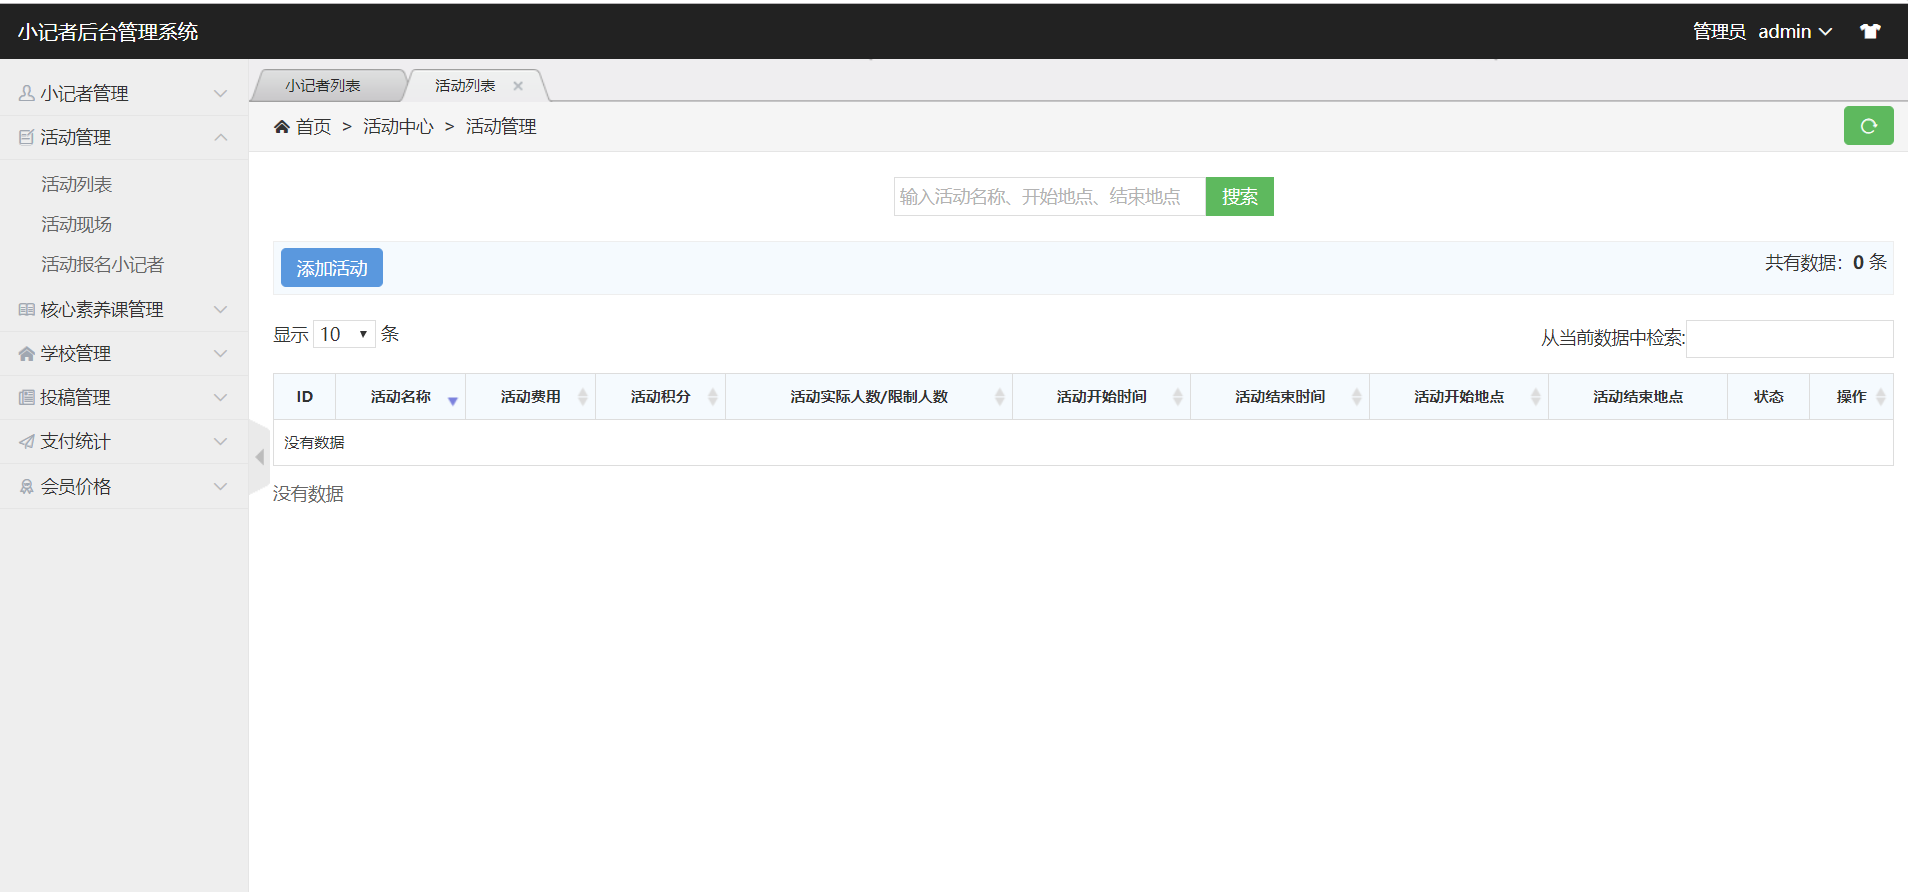 小记者后台管理系统
管理员 admin
小记者管理
活动管理
活动列表
活动现场
活动报名小记者
核心素养课管理
学校管理
投稿管理
支付统计
会员价格
小记者列表
活动列表
首页 > 活动中心 > 活动管理
输入活动名称、开始地点、结束地点
搜索
添加活动
共有数据：0 条
显示 10 条
从当前数据中检索:
ID 活动名称 活动费用 活动积分 活动实际人数/限制人数 活动开始时间 活动结束时间 活动开始地点 活动结束地点 状态 操作
没有数据
没有数据